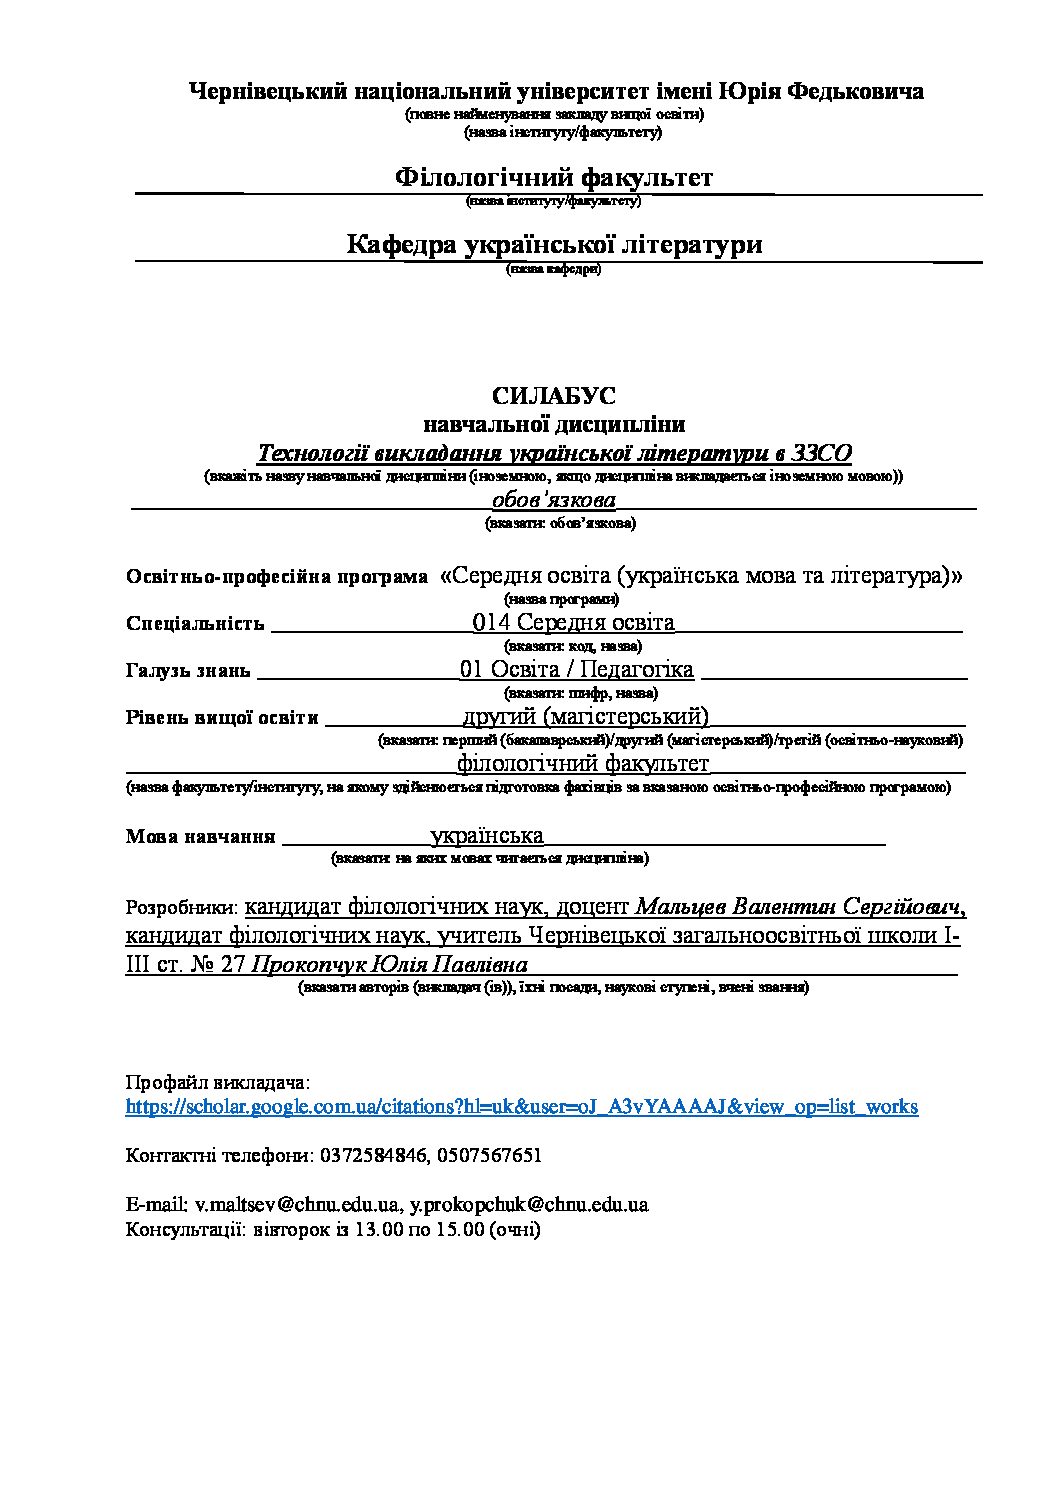 Чернівецький національний університет імені Юрія Федьковича
(повне найменування закладу вищої освіти)
(назва інституту/факультету)
Філологічний факультет
(назва інституту/факультету)
Кафедра української літератури
(назва кафедри)
СИЛАБУС
навчальної дисципліни
Технології викладання української літератури в ЗЗСО
(вкажіть назву навчальної дисципліни (іноземною, якщо дисципліна викладається іноземною мовою))
обов’язкова
(вказати: обов’язкова)
Освітньо-професійна програма «Середня освіта (українська мова та література)»
(назва програми)
Спеціальність 014 Середня освіта
(вказати: код, назва)
Галузь знань 01 Освіта / Педагогіка
(вказати: шифр, назва)
Рівень вищої освіти другий (магістерський)
(вказати: перший (бакалаврський)/другий (магістерський)/третій (освітньо-науковий)
філологічний факультет
(назва факультету/інституту, на якому здійснюється підготовка фахівців за вказаною освітньо-професійною програмою)
Мова навчання українська
(вказати: на яких мовах читається дисципліна)
Розробники: кандидат філологічних наук, доцент Мальцев Валентин Сергійович,
кандидат філологічних наук, учитель Чернівецької загальноосвітньої школи І-
ІІІ ст. № 27 Прокопчук Юлія Павлівна
(вказати авторів (викладач (ів)), їхні посади, наукові ступені, вчені звання)
Профайл викладача:
https://scholar.google.com.ua/citations?hl=uk&user=oJ_A3vYAAAAJ&view_op=list_works
Контактні телефони: 0372584846, 0507567651
E-mail: v.maltsev@chnu.edu.ua, y.prokopchuk@chnu.edu.ua
Консультації: вівторок із 13.00 по 15.00 (очні)